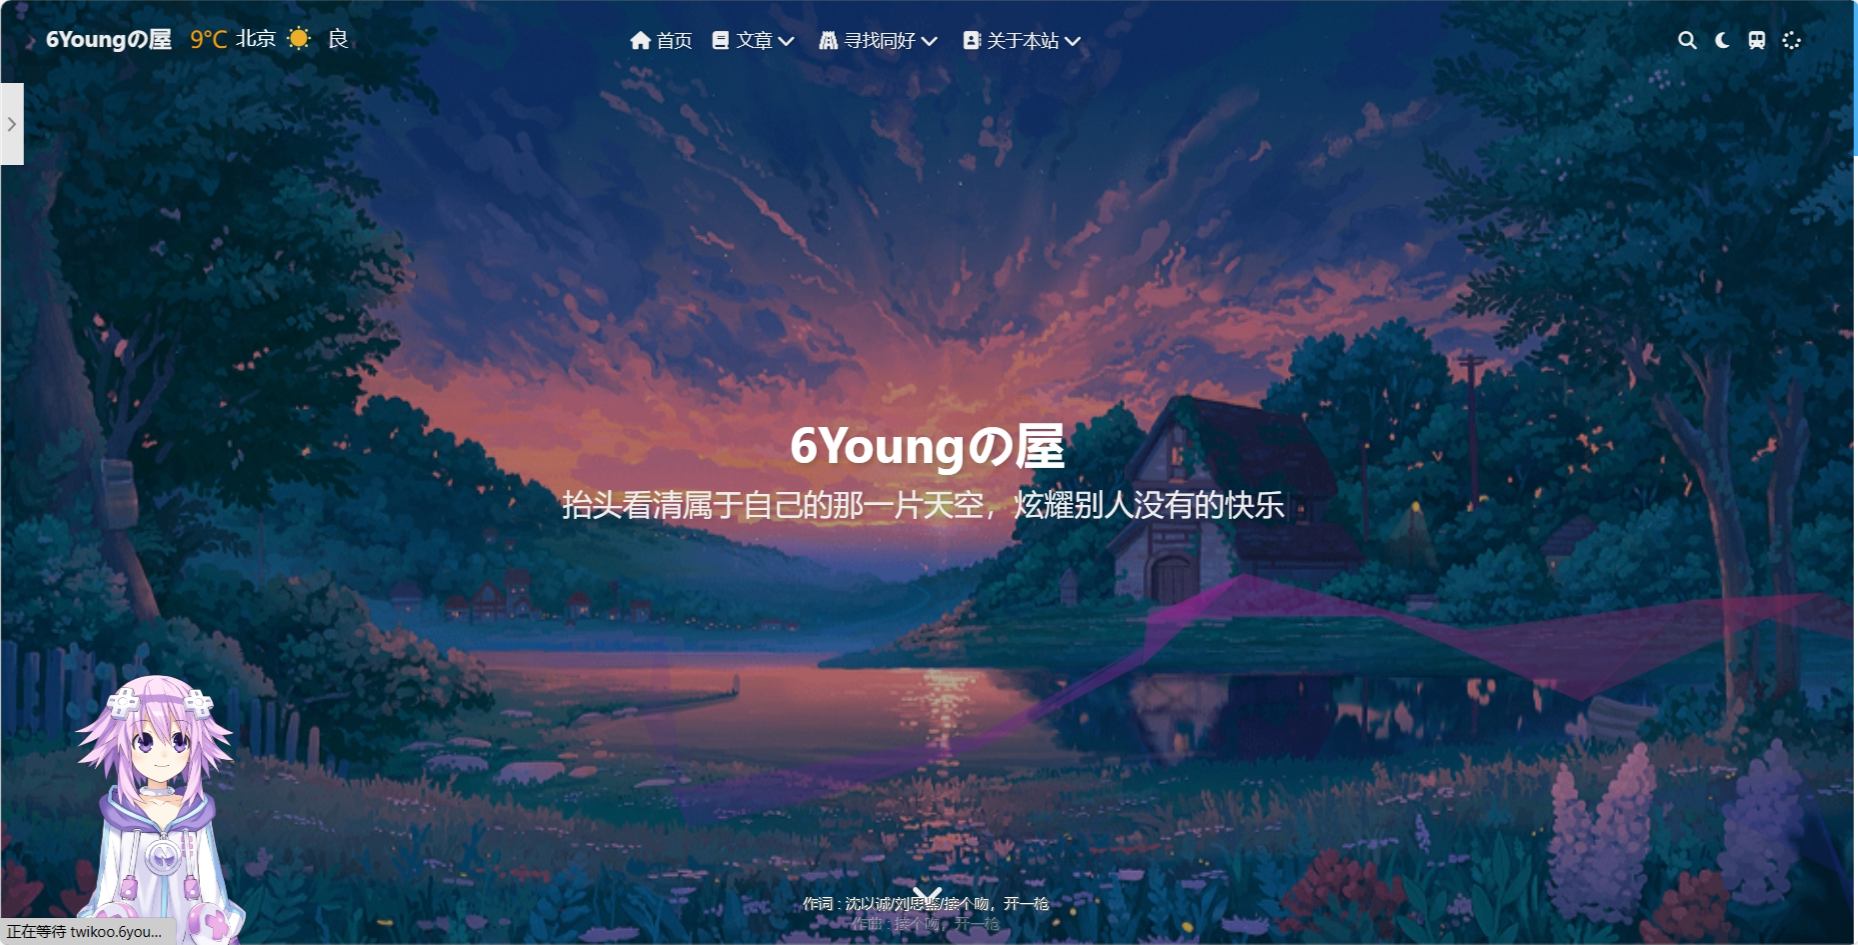 6Youngの屋 9°C 北京 良
首页 文章 寻找同好 关于本站
6Youngの屋
抬头看清属于自己的那一片天空，炫耀别人没有的快乐
作词 : 沈以诚/刘思鉴/接个吻，开一枪
作曲 : 接个吻，开一枪
正在等待 twikoo.6you...